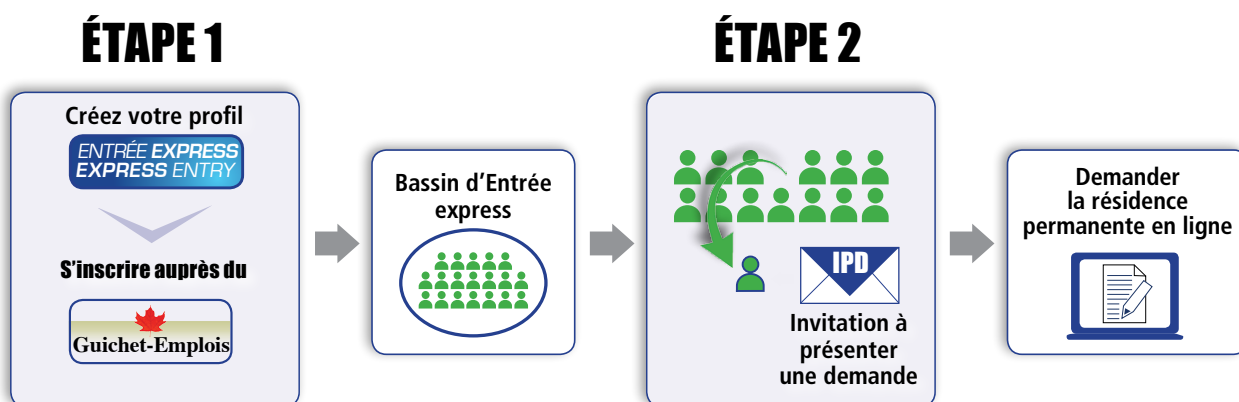 ÉTAPE 1
Créez votre profil
ENTRÉE EXPRESS
EXPRESS ENTRY
S'inscrire auprès du
Guichet-Emplois
Bassin d'Entrée
express
ÉTAPE 2
IPD
Invitation à
présenter
une demande
Demander
la résidence
permanente en ligne